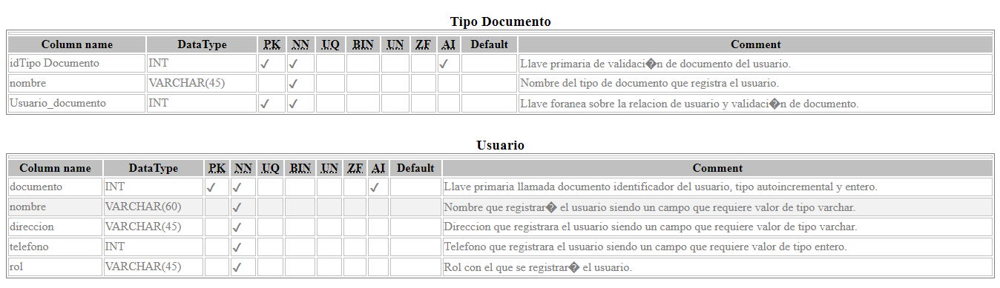 Tipo Documento
Column name DataType PK NN UQ BIN UN ZF AI Default Comment
idTipo Documento INT ✓ ✓ ✓ Llave primaria de validaci�n de documento del usuario.
nombre VARCHAR(45) ✓ Nombre del tipo de documento que registra el usuario.
Usuario_documento INT ✓ ✓ Llave foranea sobre la relacion de usuario y validaci�n de documento.
Usuario
Column name DataType PK NN UQ BIN UN ZF AI Default Comment
documento INT ✓ ✓ ✓ Llave primaria llamada documento identificador del usuario, tipo autoincremental y entero.
nombre VARCHAR(60) ✓ Nombre que registrar� el usuario siendo un campo que requiere valor de tipo varchar.
direccion VARCHAR(45) ✓ Direccion que registrara el usuario siendo un campo que requiere valor de tipo varchar.
telefono INT ✓ Telefono que registrara el usuario siendo un campo que requiere valor de tipo entero.
rol VARCHAR(45) ✓ Rol con el que se registrar� el usuario.